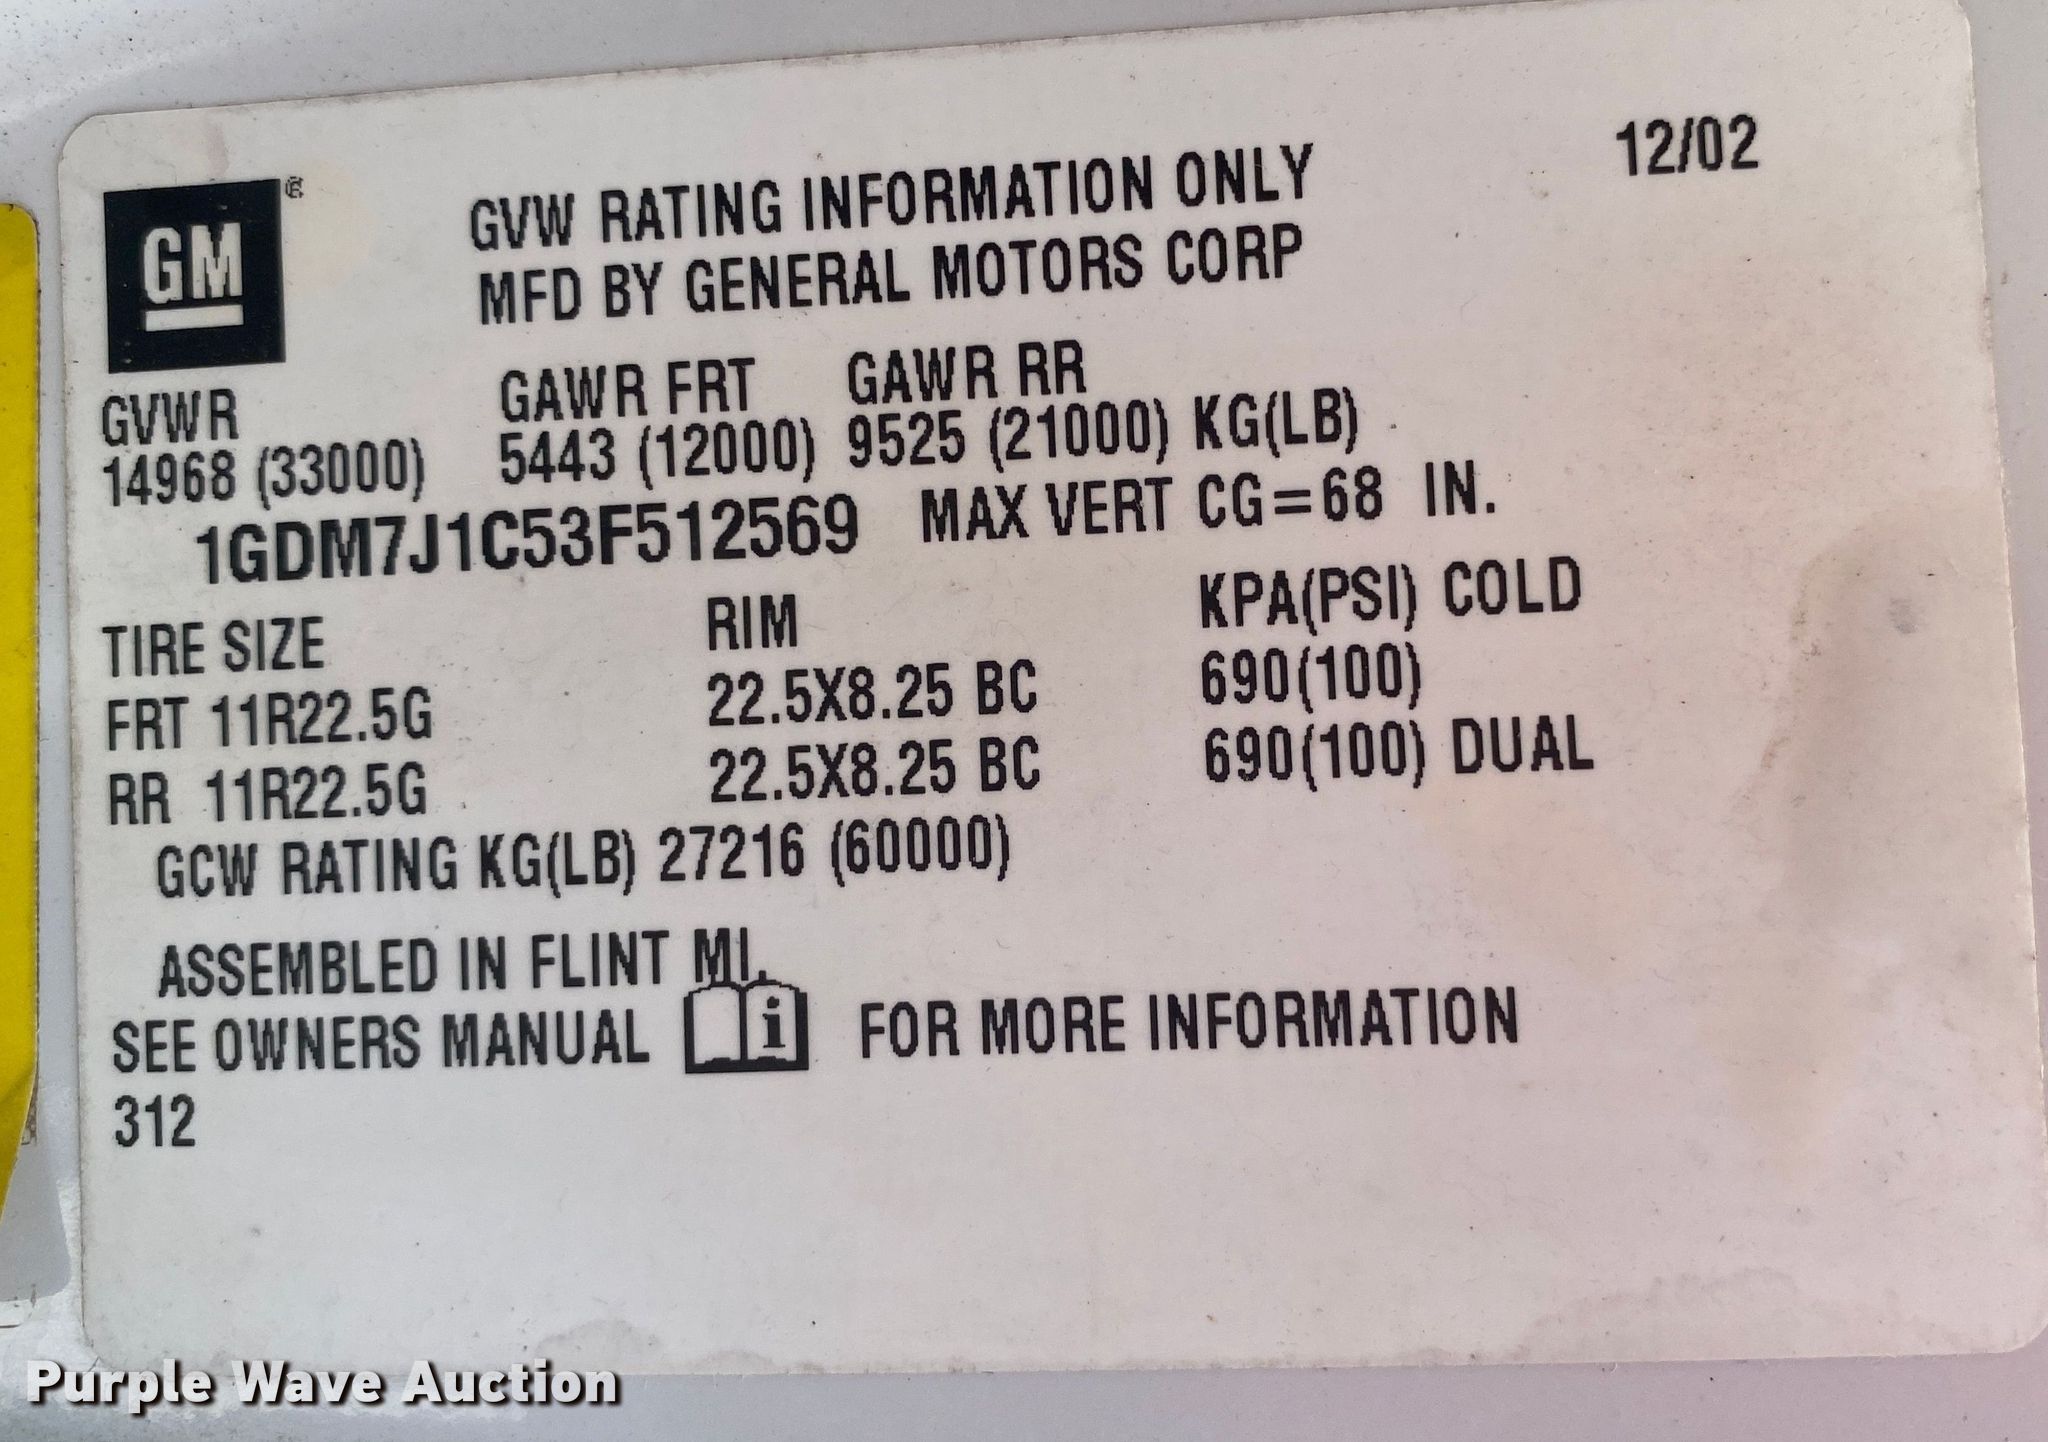 GM ®
GVW RATING INFORMATION ONLY
12/02
MFD BY GENERAL MOTORS CORP
GVWR GAWR FRT GAWR RR
14968 (33000) 5443 (12000) 9525 (21000) KG(LB)
1GDM7J1C53F512569 MAX VERT CG=68 IN.
TIRE SIZE RIM KPA(PSI) COLD
FRT 11R22.5G 22.5X8.25 BC 690(100)
RR 11R22.5G 22.5X8.25 BC 690(100) DUAL
GCW RATING KG(LB) 27216 (60000)
ASSEMBLED IN FLINT MI.
SEE OWNERS MANUAL i FOR MORE INFORMATION
312
Purple Wave Auction